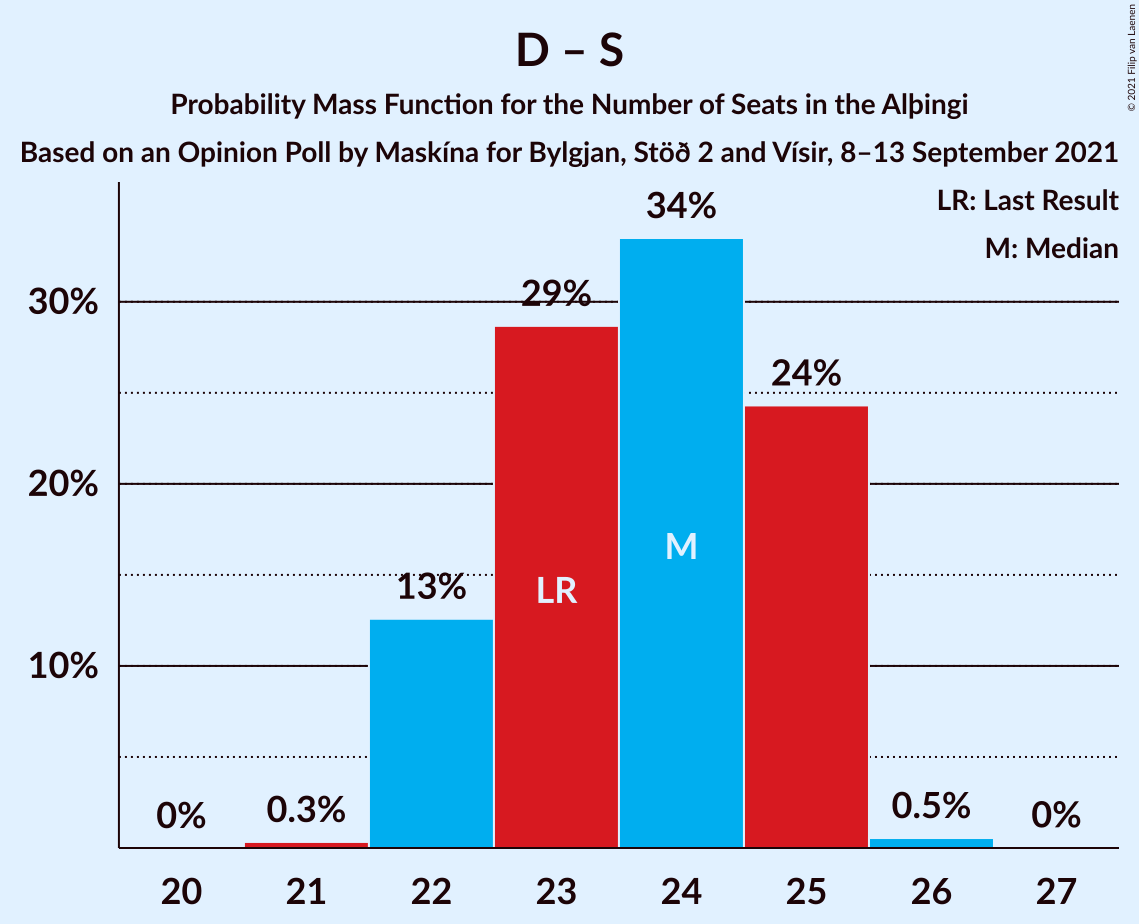 D – S
Probability Mass Function for the Number of Seats in the Alþingi
Based on an Opinion Poll by Maskína for Bylgjan, Stöð 2 and Vísir, 8–13 September 2021
© 2021 Filip van Laenen
LR: Last Result
M: Median
34%
30%
29%
24%
20%
13%
LR
M
10%
0%
0.3%
0.5%
0%
20 21 22 23 24 25 26 27